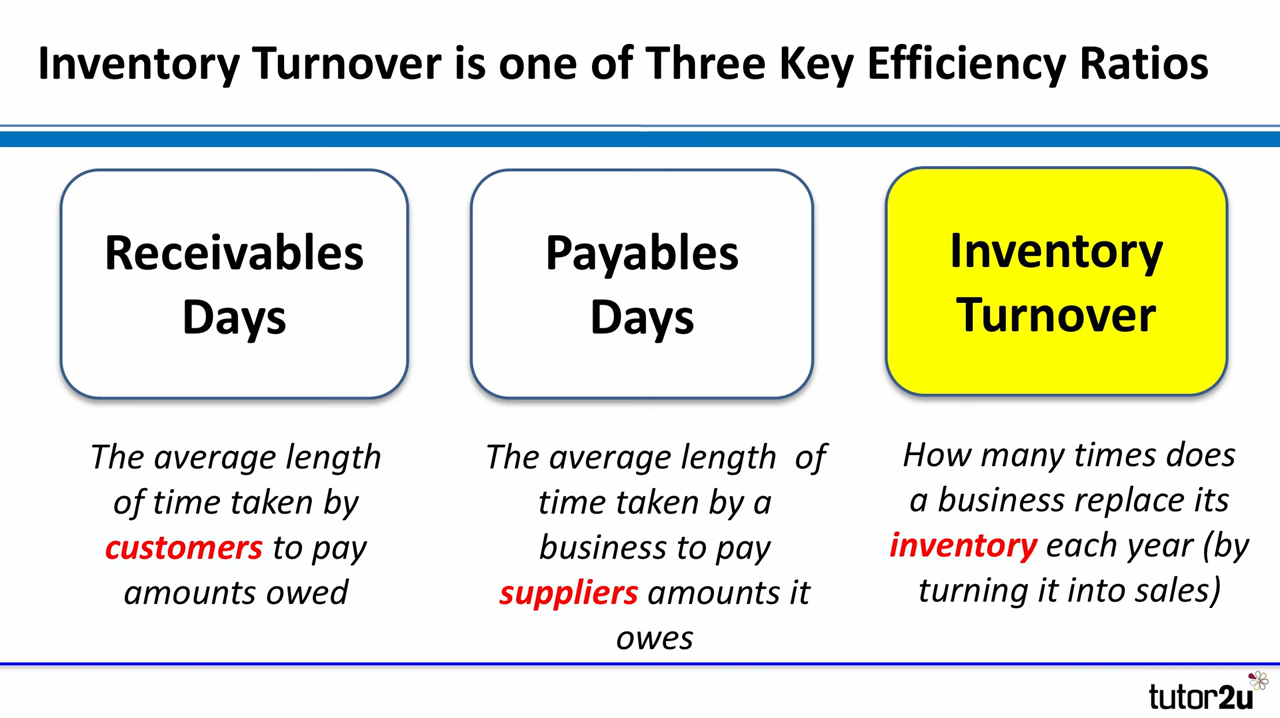 Inventory Turnover is one of Three Key Efficiency Ratios
Receivables
Days
Payables
Days
Inventory
Turnover
The average length
of time taken by
customers to pay
amounts owed
The average length of
time taken by a
business to pay
suppliers amounts it
owes
How many times does
a business replace its
inventory each year (by
turning it into sales)
tutor2u